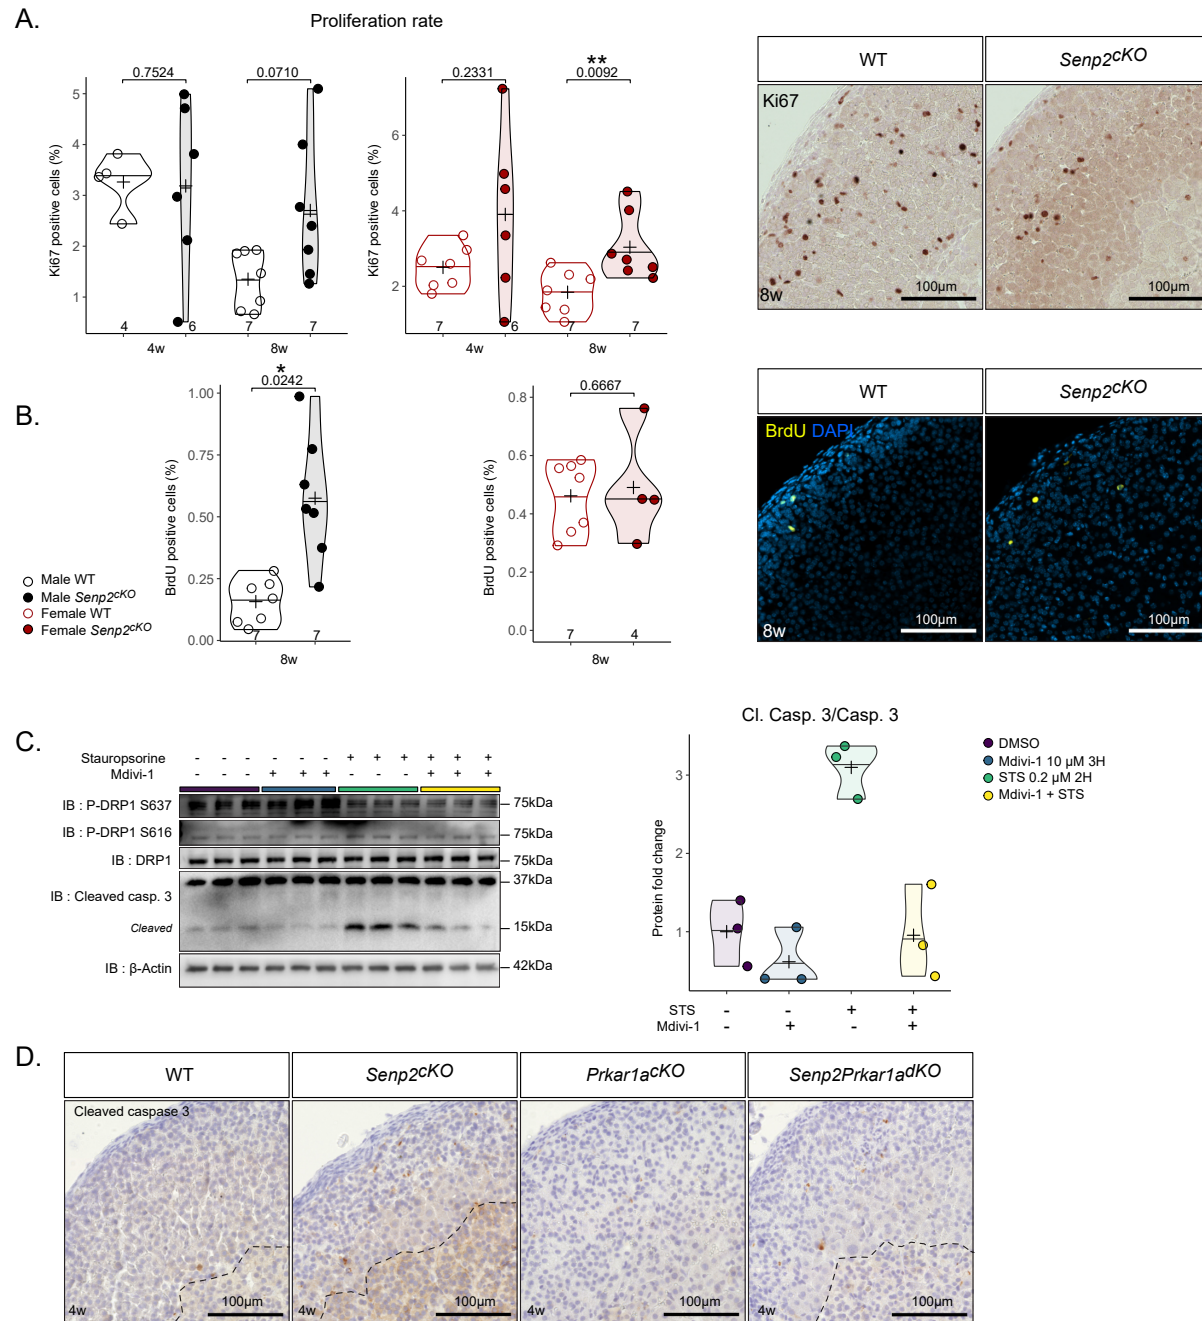 A.
Proliferation rate
0.7524
0.0710
Ki67 positive cells (%)
5
4
3
2
1
4
6
7
7
4w
8w
0.2331
**
0.0092
Ki67 positive cells (%)
6
4
2
7
6
7
7
4w
8w
WT
Senp2cKO
Ki67
8w
100µm
100µm
B.
*
0.0242
BrdU positive cells (%)
1.00
0.75
0.50
0.25
0.00
7
7
8w
0.6667
BrdU positive cells (%)
0.8
0.6
0.4
0.2
0.0
7
4
8w
Male WT
Male Senp2cKO
Female WT
Female Senp2cKO
WT
Senp2cKO
BrdU DAPI
8w
100µm
100µm
C.
Stauropsorine - - - - - - + + + + + +
Mdivi-1 - - - + + + - - - + + +
IB : P-DRP1 S637
75kDa
IB : P-DRP1 S616
75kDa
IB : DRP1
75kDa
37kDa
IB : Cleaved casp. 3
Cleaved
15kDa
IB : β-Actin
42kDa
Cl. Casp. 3/Casp. 3
Protein fold change
3
2
1
STS - - + +
Mdivi-1 - + - +
DMSO
Mdivi-1 10 µM 3H
STS 0.2 µM 2H
Mdivi-1 + STS
D.
WT
Senp2cKO
Prkar1acKO
Senp2Prkar1adKO
Cleaved caspase 3
4w
100µm
4w
100µm
4w
100µm
4w
100µm